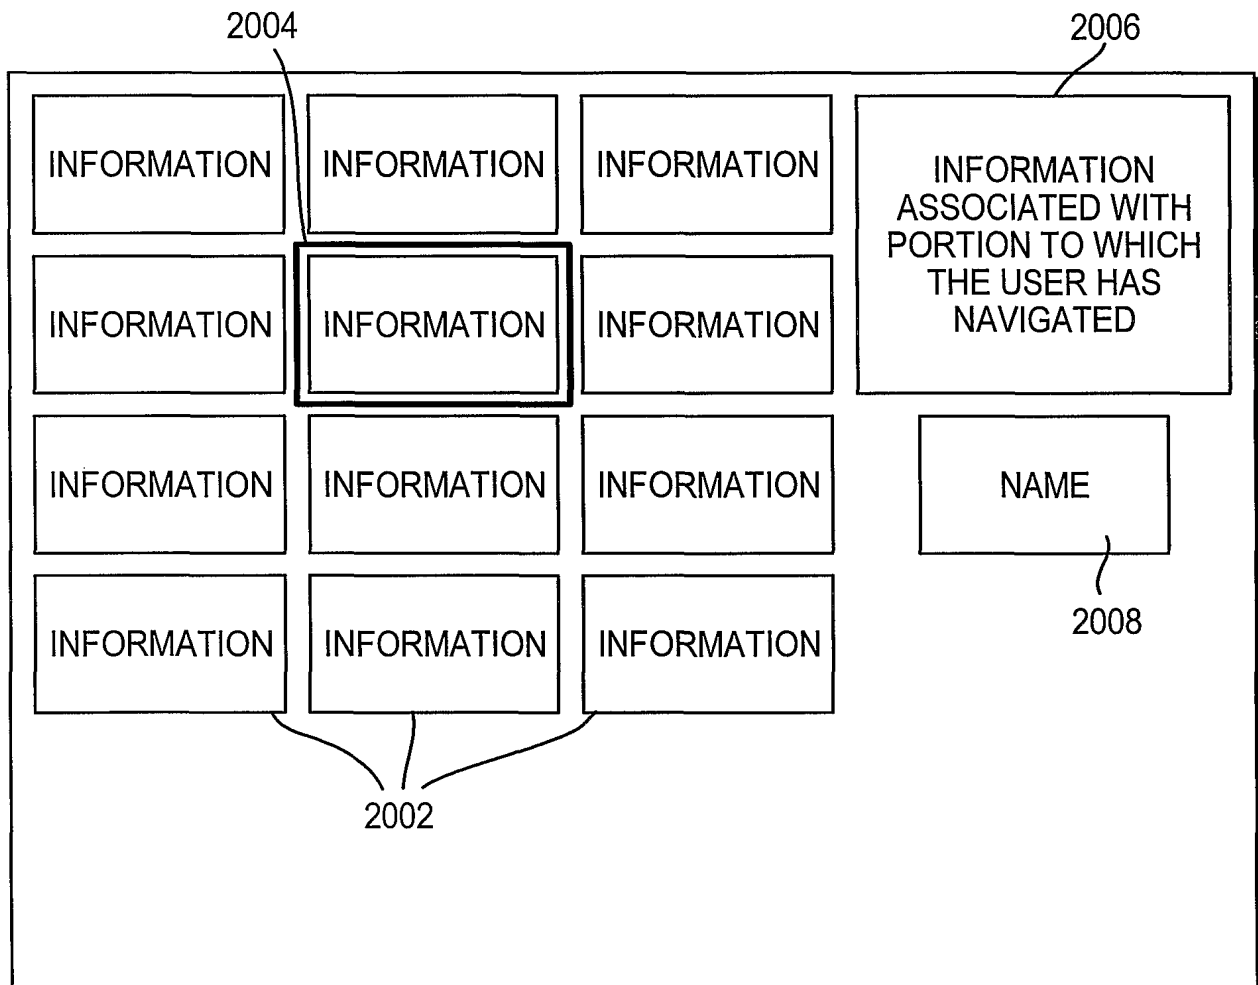 2004
2006
INFORMATION INFORMATION INFORMATION
INFORMATION
ASSOCIATED WITH
PORTION TO WHICH
THE USER HAS
NAVIGATED
INFORMATION INFORMATION INFORMATION
INFORMATION INFORMATION INFORMATION
NAME
2008
INFORMATION INFORMATION INFORMATION
2002